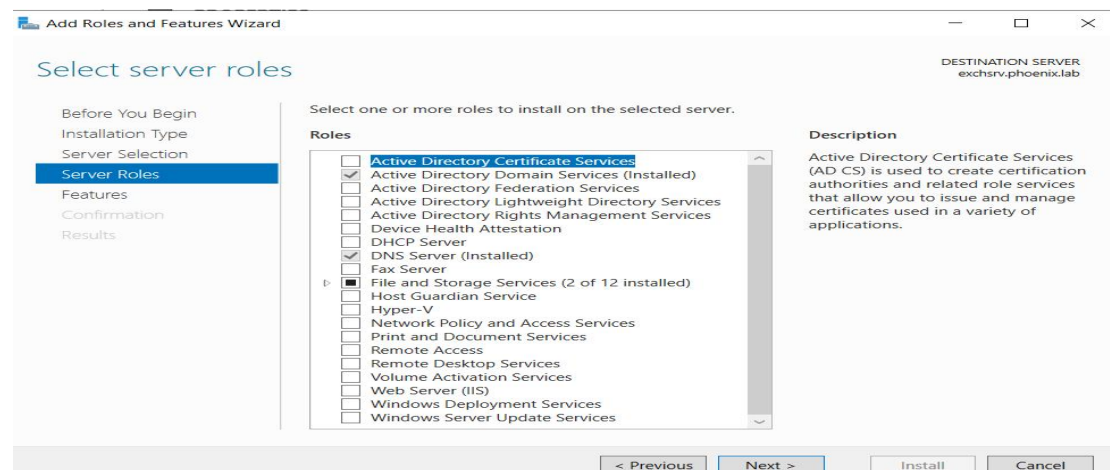 Add Roles and Features Wizard
Select server roles
DESTINATION SERVER
exchsrv.phoenix.lab
Before You Begin
Installation Type
Server Selection
Server Roles
Features
Confirmation
Results
Select one or more roles to install on the selected server.
Roles
Active Directory Certificate Services
Active Directory Domain Services (Installed)
Active Directory Federation Services
Active Directory Lightweight Directory Services
Active Directory Rights Management Services
Device Health Attestation
DHCP Server
DNS Server (Installed)
Fax Server
File and Storage Services (2 of 12 installed)
Host Guardian Service
Hyper-V
Network Policy and Access Services
Print and Document Services
Remote Access
Remote Desktop Services
Volume Activation Services
Web Server (IIS)
Windows Deployment Services
Windows Server Update Services
Description
Active Directory Certificate Services
(AD CS) is used to create certification
authorities and related role services
that allow you to issue and manage
certificates used in a variety of
applications.
< Previous
Next >
Install
Cancel